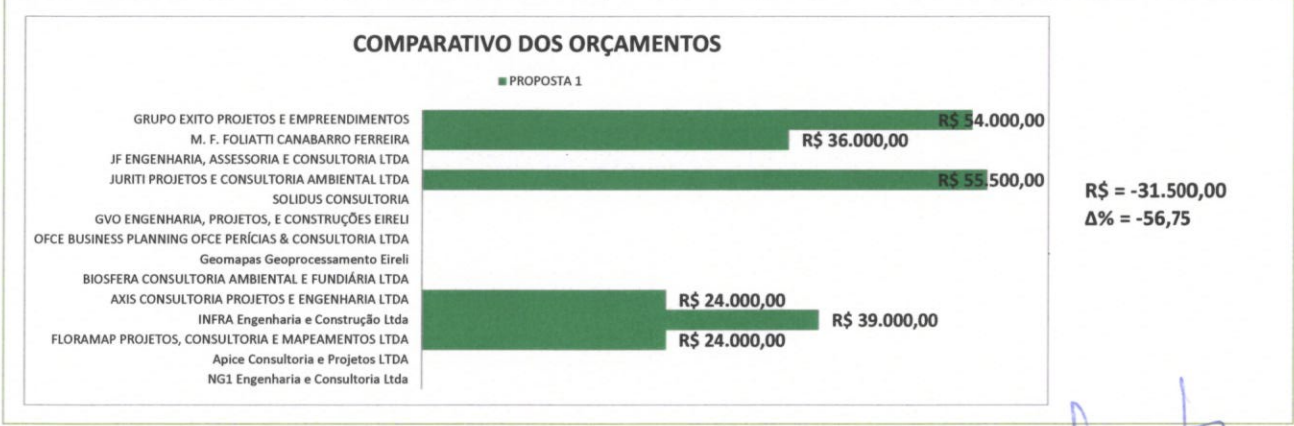 COMPARATIVO DOS ORÇAMENTOS
PROPOSTA 1
GRUPO EXITO PROJETOS E EMPREENDIMENTOS R$ 54.000,00
M. F. FOLIATTI CANABARRO FERREIRA R$ 36.000,00
JF ENGENHARIA, ASSESSORIA E CONSULTORIA LTDA
JURITI PROJETOS E CONSULTORIA AMBIENTAL LTDA R$ 55.500,00
SOLIDUS CONSULTORIA
GVO ENGENHARIA, PROJETOS, E CONSTRUÇÕES EIRELI
OFCE BUSINESS PLANNING OFCE PERÍCIAS & CONSULTORIA LTDA
Geomapas Geoprocessamento Eireli
BIOSFERA CONSULTORIA AMBIENTAL E FUNDIÁRIA LTDA
AXIS CONSULTORIA PROJETOS E ENGENHARIA LTDA R$ 24.000,00
INFRA Engenharia e Construção Ltda R$ 39.000,00
FLORAMAP PROJETOS, CONSULTORIA E MAPEAMENTOS LTDA R$ 24.000,00
Apice Consultoria e Projetos LTDA
NG1 Engenharia e Consultoria Ltda
R$ = -31.500,00
Δ% = -56,75